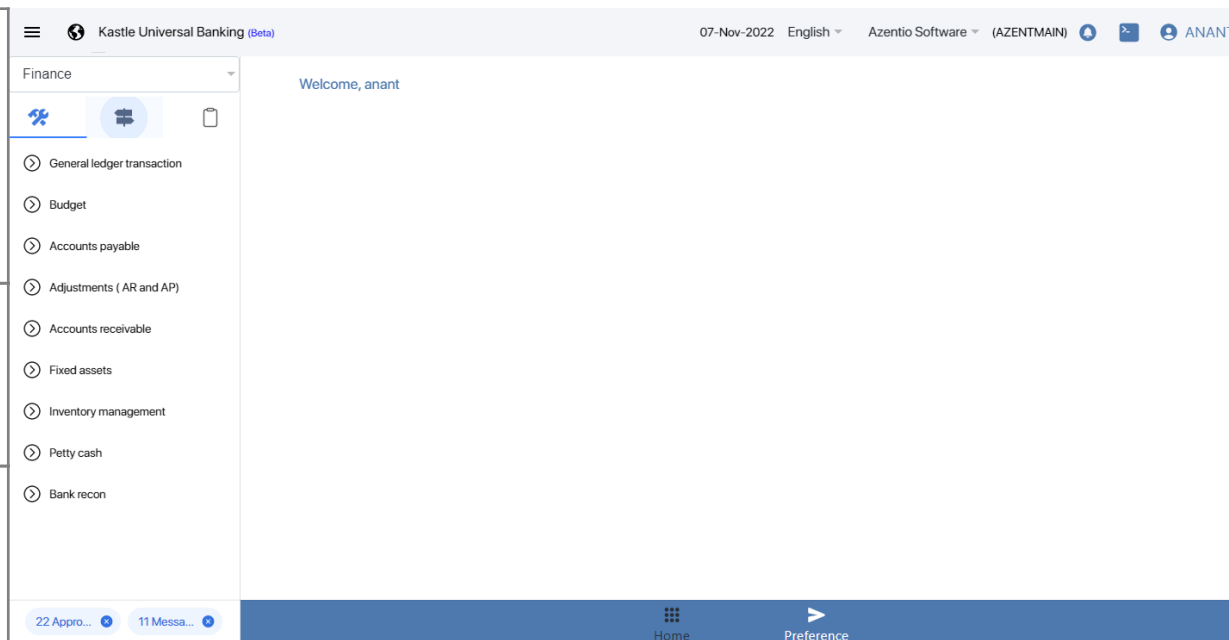 Kastle Universal Banking (Beta)
07-Nov-2022 English Azentio Software (AZENTMAIN) ANANT
Finance
Welcome, anant
General ledger transaction
Budget
Accounts payable
Adjustments ( AR and AP)
Accounts receivable
Fixed assets
Inventory management
Petty cash
Bank recon
22 Appro... 11 Messa...
Home Preference